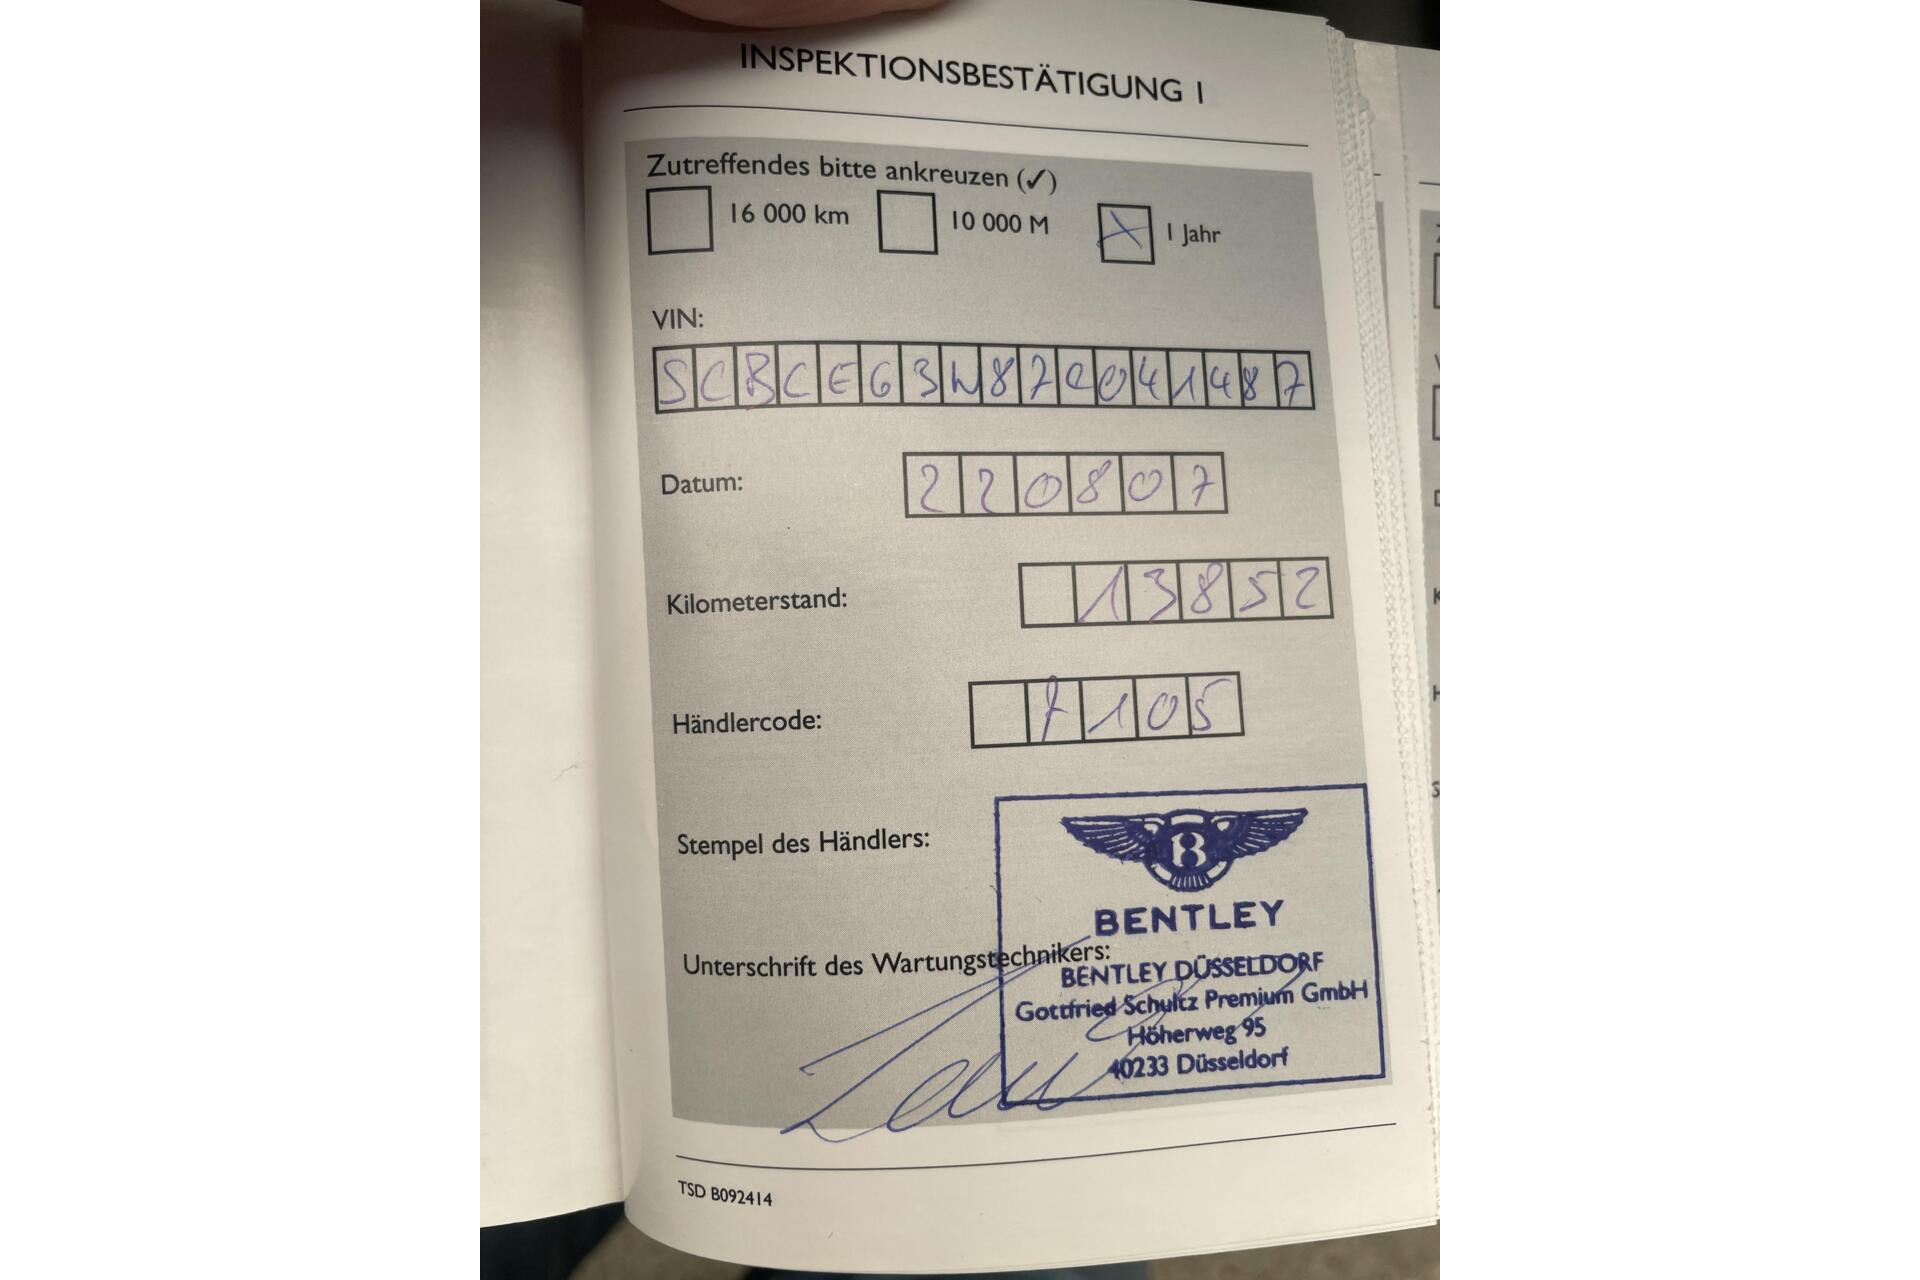 INSPEKTIONSBESTÄTIGUNG 1
Zutreffendes bitte ankreuzen (✓)
16 000 km 10 000 M 1 Jahr
VIN:
SCBCE63W87C041487
Datum: 220807
Kilometerstand: 13852
Händlercode: 7105
Stempel des Händlers:
B
BENTLEY
Unterschrift des Wartungstechnikers:
BENTLEY DÜSSELDORF
Gottfried Schultz Premium GmbH
Höherweg 95
40233 Düsseldorf
TSD B092414